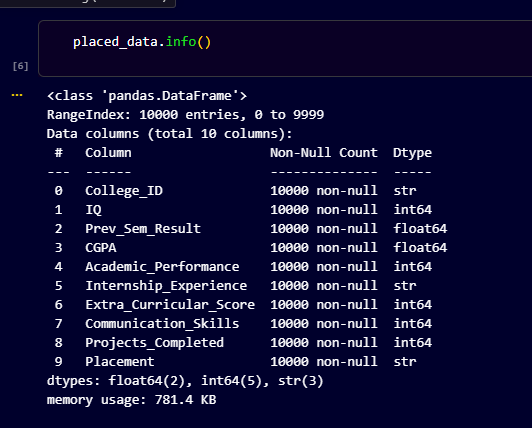 placed_data.info()
[6]
...
<class 'pandas.DataFrame'>
RangeIndex: 10000 entries, 0 to 9999
Data columns (total 10 columns):
 #   Column                 Non-Null Count  Dtype
---  ------                 --------------  -----
 0   College_ID             10000 non-null  str
 1   IQ                     10000 non-null  int64
 2   Prev_Sem_Result        10000 non-null  float64
 3   CGPA                   10000 non-null  float64
 4   Academic_Performance   10000 non-null  int64
 5   Internship_Experience  10000 non-null  str
 6   Extra_Curricular_Score 10000 non-null  int64
 7   Communication_Skills   10000 non-null  int64
 8   Projects_Completed     10000 non-null  int64
 9   Placement              10000 non-null  str
dtypes: float64(2), int64(5), str(3)
memory usage: 781.4 KB